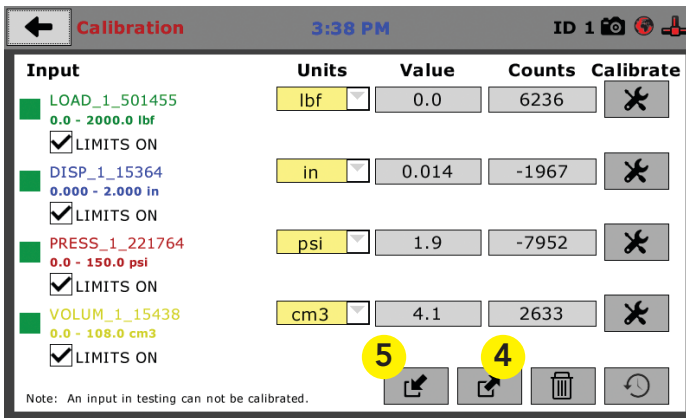 Calibration 3:38 PM ID 1
Input Units Value Counts Calibrate
LOAD_1_501455 lbf 0.0 6236
0.0 - 2000.0 lbf
LIMITS ON
DISP_1_15364 in 0.014 -1967
0.000 - 2.000 in
LIMITS ON
PRESS_1_221764 psi 1.9 -7952
0.0 - 150.0 psi
LIMITS ON
VOLUM_1_15438 cm3 4.1 2633
0.0 - 108.0 cm3
LIMITS ON
5 4
Note: An input in testing can not be calibrated.